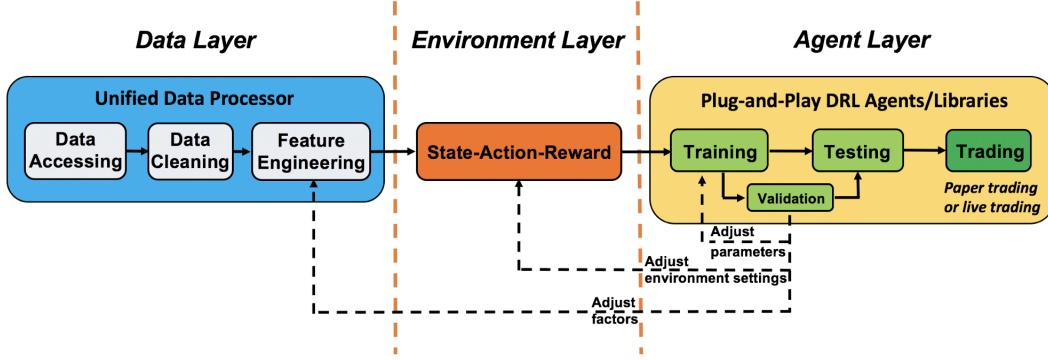 Data Layer
Environment Layer
Agent Layer
Unified Data Processor
Data
Accessing
Data
Cleaning
Feature
Engineering
State-Action-Reward
Plug-and-Play DRL Agents/Libraries
Training
Testing
Trading
Validation
Paper trading
or live trading
Adjust
parameters
Adjust
environment settings
Adjust
factors